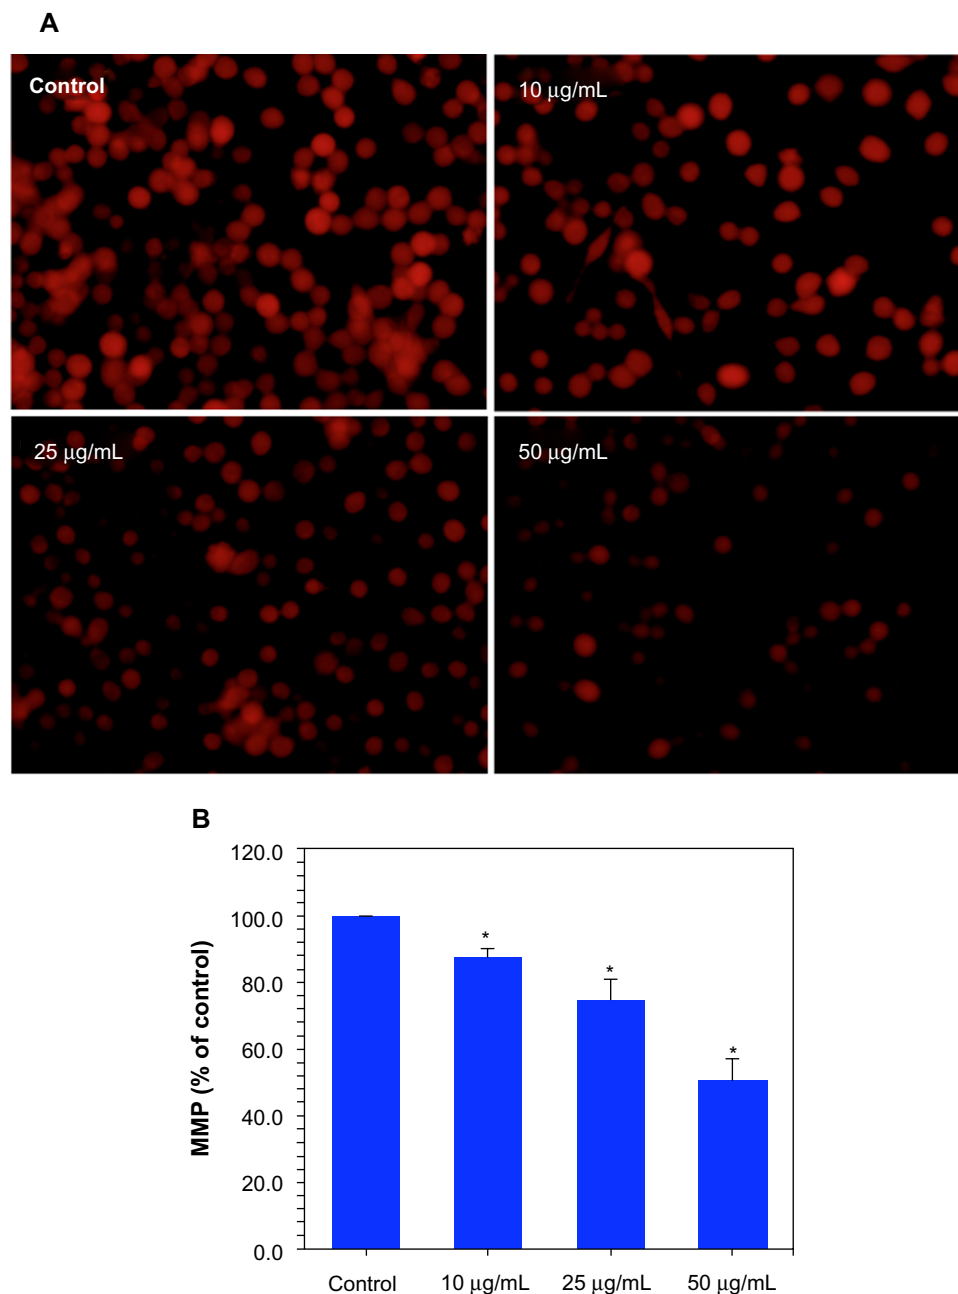 A
Control
10 μg/mL
25 μg/mL
50 μg/mL
B
120.0
100.0
80.0
60.0
40.0
20.0
0.0
MMP (% of control)
*
*
*
Control 10 μg/mL 25 μg/mL 50 μg/mL